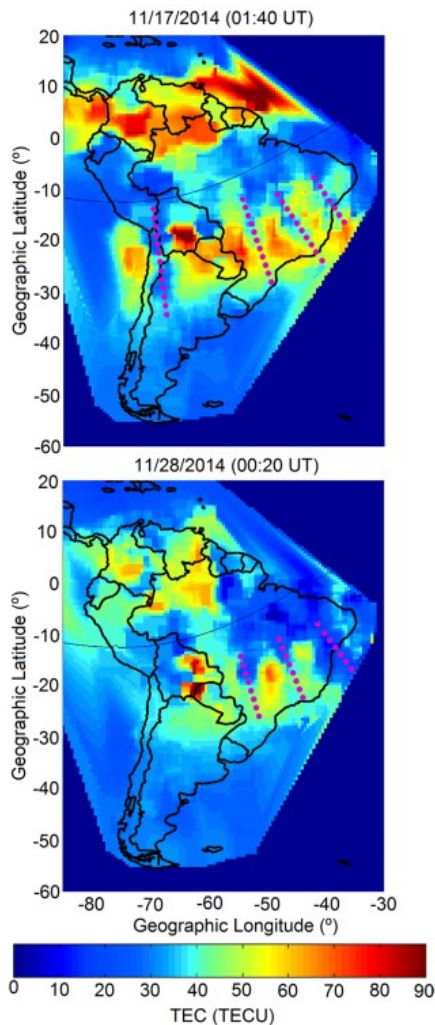 11/17/2014 (01:40 UT)
20
10
0
-10
-20
-30
-40
-50
-60
Geographic Latitude (º)
11/28/2014 (00:20 UT)
20
10
0
-10
-20
-30
-40
-50
-60
Geographic Latitude (º)
-80 -70 -60 -50 -40 -30
Geographic Longitude (º)
0 10 20 30 40 50 60 70 80 90
TEC (TECU)